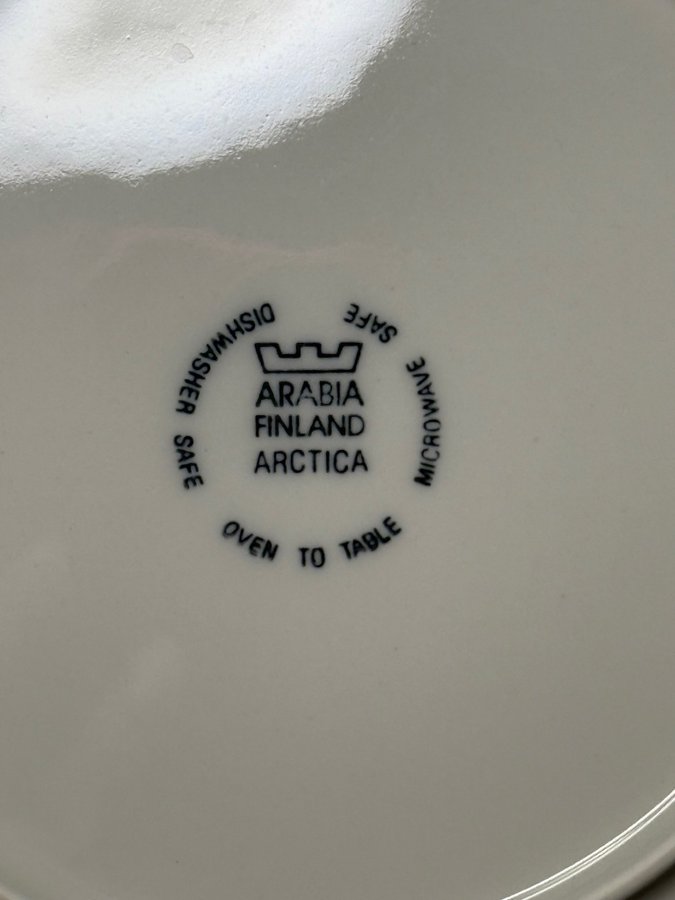 ARABIA
FINLAND
ARCTICA
DISHWASHER SAFE
OVEN TO TABLE
MICROWAVE SAFE